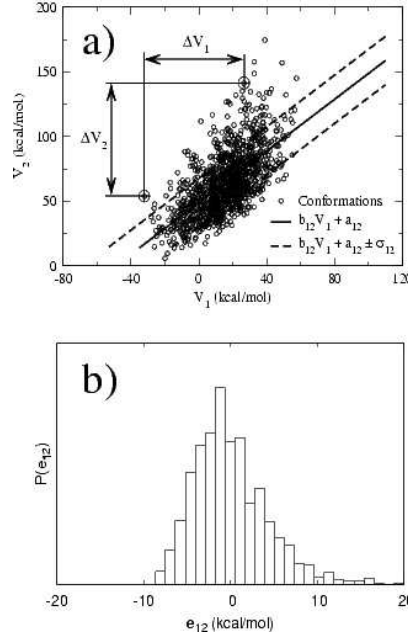 a)
ΔV₁
ΔV₂
V₂ (kcal/mol)
200
150
100
50
0
-80
-40
0
40
80
120
V₁ (kcal/mol)
Conformations
b₁₂V₁ + a₁₂
b₁₂V₁ + a₁₂ ± σ₁₂
b)
P(e₁₂)
-20
-10
0
10
20
e₁₂ (kcal/mol)